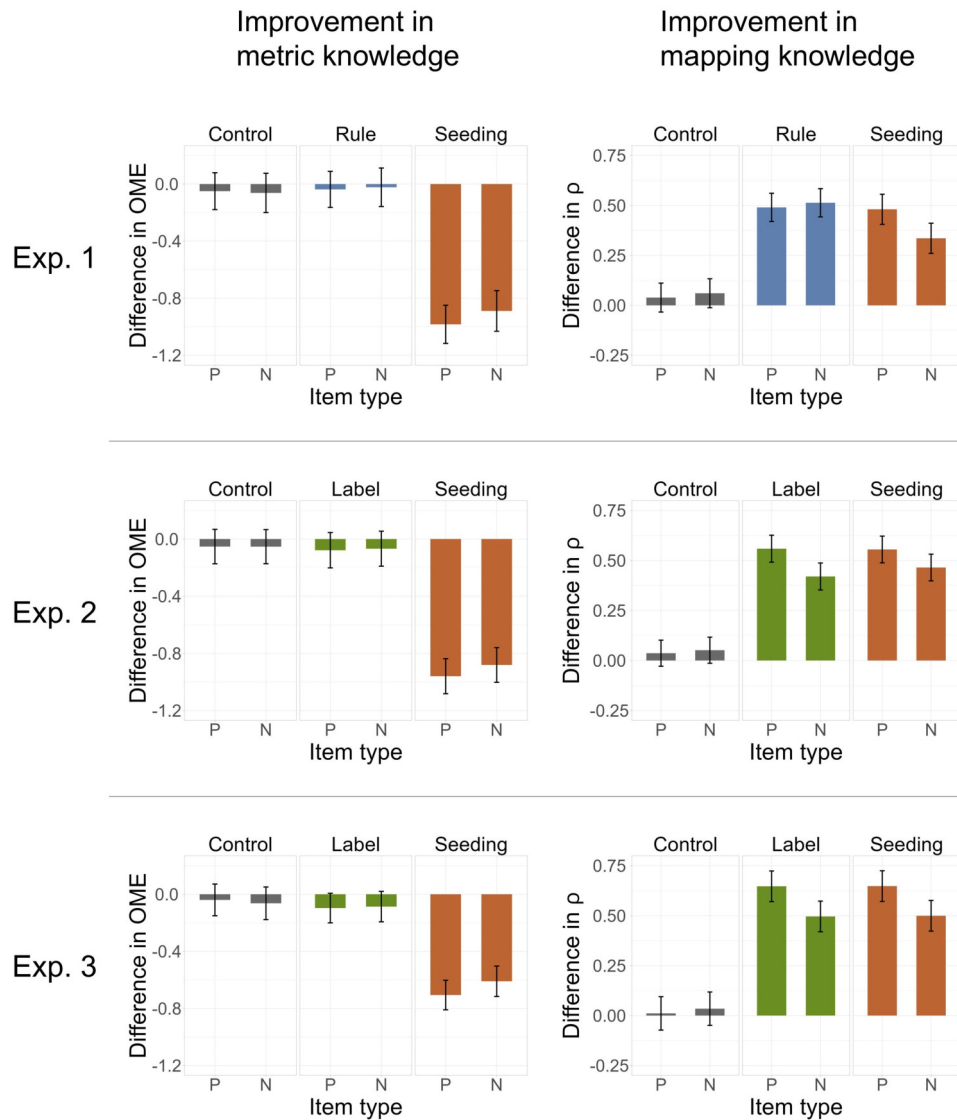 Improvement in
metric knowledge
Improvement in
mapping knowledge
Exp. 1
Difference in OME
Control Rule Seeding
0.0
-0.4
-0.8
-1.2
P N P N P N
Item type
Difference in ρ
Control Rule Seeding
0.75
0.50
0.25
0.00
-0.25
P N P N P N
Item type
Exp. 2
Difference in OME
Control Label Seeding
0.0
-0.4
-0.8
-1.2
P N P N P N
Item type
Difference in ρ
Control Label Seeding
0.75
0.50
0.25
0.00
-0.25
P N P N P N
Item type
Exp. 3
Difference in OME
Control Label Seeding
0.0
-0.4
-0.8
-1.2
P N P N P N
Item type
Difference in ρ
Control Label Seeding
0.75
0.50
0.25
0.00
-0.25
P N P N P N
Item type